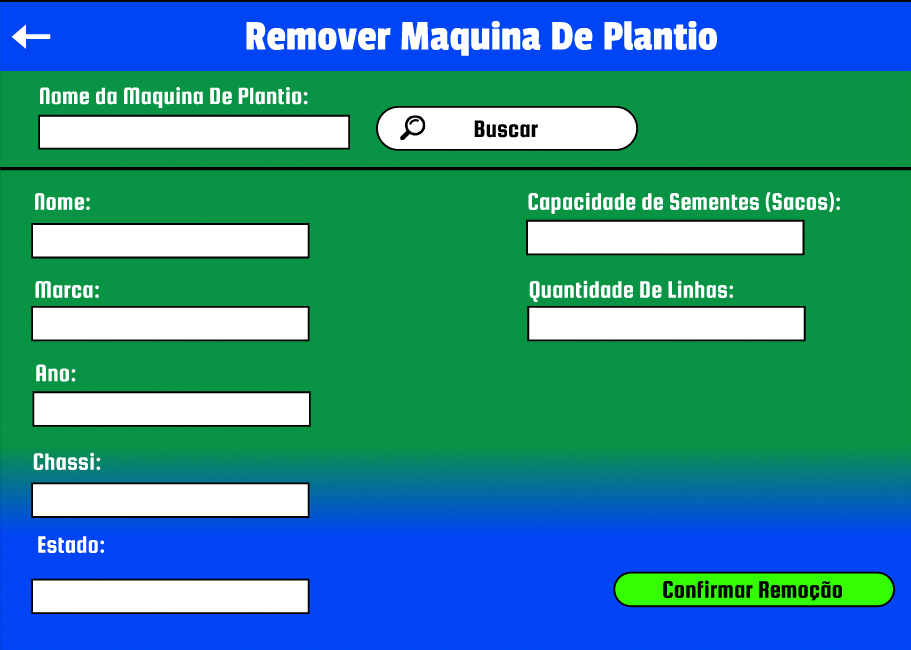 Remover Maquina De Plantio
Nome da Maquina De Plantio:
Buscar
Nome:
Capacidade de Sementes (Sacos):
Marca:
Quantidade De Linhas:
Ano:
Chassi:
Estado:
Confirmar Remoção